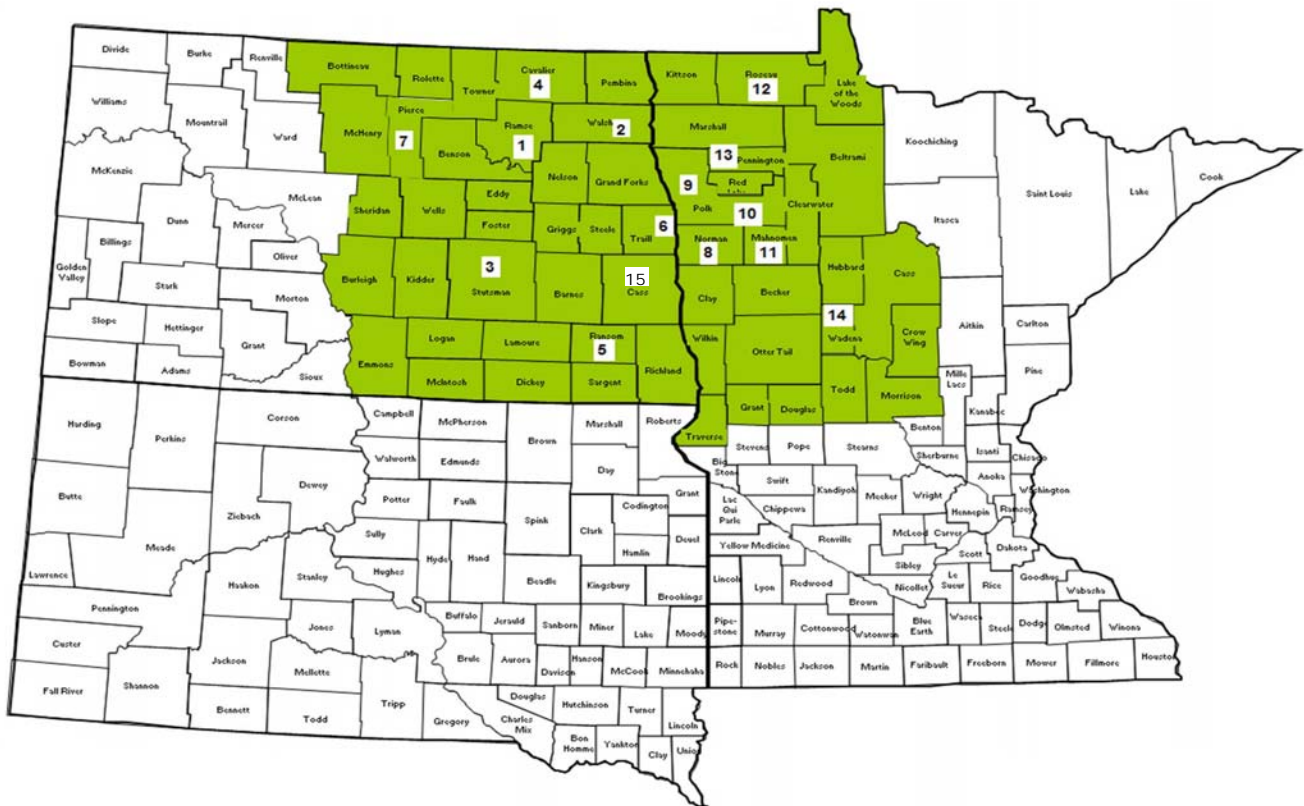 Divide
Burke
Renville
Bottineau
Rolette
Towner
Cavalier
4
Pembina
Kittson
Roseau
12
Lake
of the
Woods
Williams
Mountrail
Ward
McHenry
Pierce
7
Benson
Ramse
1
Walsh
2
Marshall
13
Pennington
Beltrami
Koochiching
Saint Louis
Lake
Cook
McKenzie
McLean
Nelson
Grand Forks
9
Red
Polk
10
Clearwater
Itasca
Dunn
Mercer
Oliver
Sheridan
Wells
Eddy
Foster
Griggs
Steele
Traill
6
Norman
8
Mahnomen
11
Hubbard
Cass
Billings
Golden
Valley
Stark
Morton
Burleigh
Kidder
3
Stutsman
Barnes
15
Cass
Clay
Becker
14
Wadena
Crow
Wing
Aitkin
Carlton
Slope
Hettinger
Grant
Bowman
Adams
Sioux
Emmons
Logan
Lamoure
Ransom
5
McIntosh
Dickey
Sargent
Richland
Wilkin
Otter Tail
Todd
Morrison
Mille
Lacs
Pine
Kanabec
Grant
Douglas
Traverse
Harding
Perkins
Corson
Campbell
McPherson
Brown
Marshall
Roberts
Stevens
Pope
Stearns
Benton
Sherburne
Isanti
Chisago
Walworth
Edmunds
Day
Big
Stone
Swift
Kandiyoh
Meeker
Wright
Anoka
Washington
Butte
Dewey
Ziebach
Potter
Faulk
Spink
Clark
Codington
Grant
Lac
Qui
Parle
Chippewa
Hennepin
Ramsey
Meade
Sully
Hyde
Hand
Hamlin
Deuel
Yellow Medicine
Renville
McLeod
Carver
Scott
Dakota
Lawrence
Haakon
Stanley
Hughes
Beadle
Kingsbury
Brookings
Lincoln
Lyon
Redwood
Sibley
Nicollet
Le
Sueur
Rice
Goodhue
Wabasha
Pennington
Jones
Lyman
Buffalo
Jerauld
Sanborn
Miner
Lake
Moody
Pipe-
stone
Murray
Cottonwood
Brown
Watonwan
Blue
Earth
Waseca
Steele
Dodge
Olmsted
Winona
Custer
Jackson
Mellette
Brule
Aurora
Davison
Hanson
McCook
Minnehaha
Rock
Nobles
Jackson
Martin
Faribault
Freeborn
Mower
Fillmore
Houston
Fall River
Shannon
Bennett
Todd
Tripp
Gregory
Douglas
Charles
Mix
Hutchinson
Turner
Lincoln
Bon
Homme
Yankton
Clay
Union